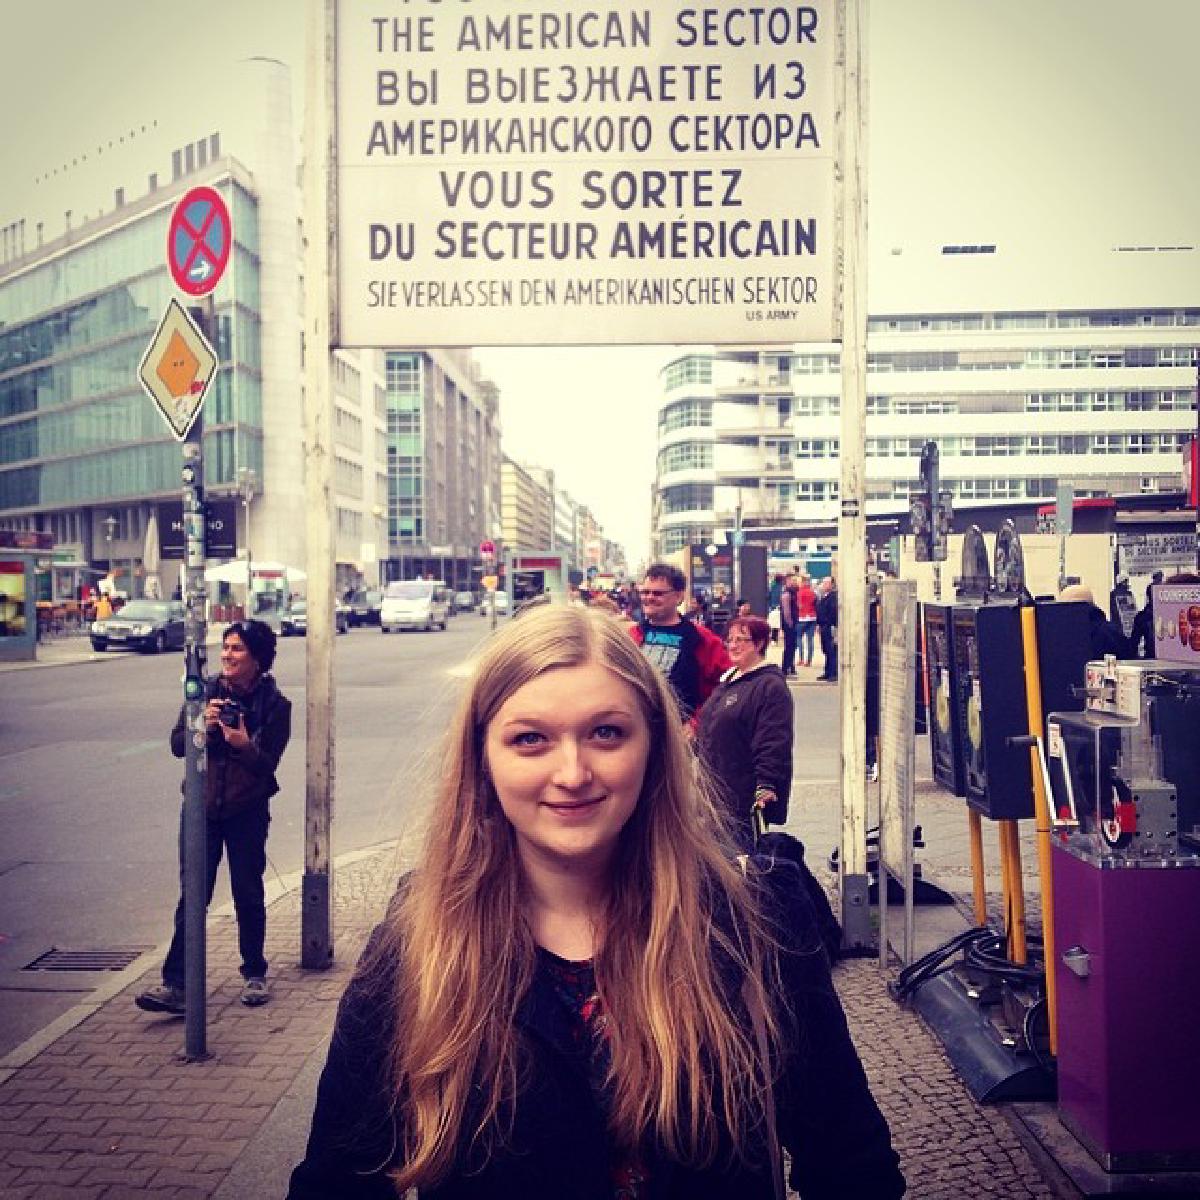 THE AMERICAN SECTOR
ВЫ ВЫЕЗЖАЕТЕ ИЗ
АМЕРИКАНСКОГО СЕКТОРА
VOUS SORTEZ
DU SECTEUR AMÉRICAIN
SIE VERLASSEN DEN AMERIKANISCHEN SEKTOR
US ARMY